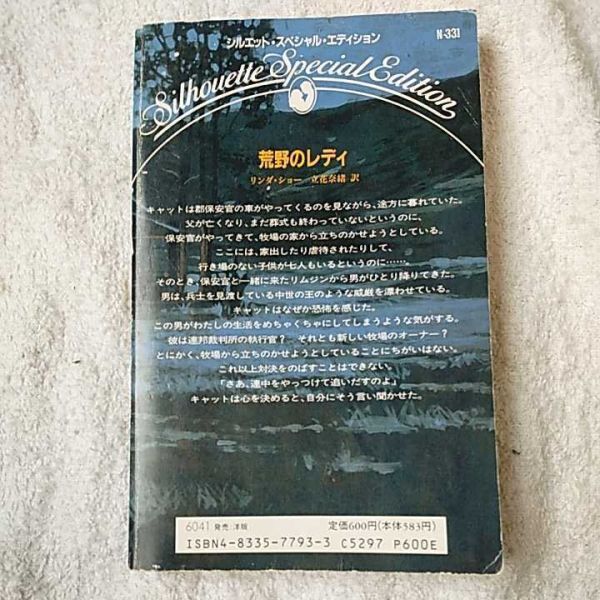 シルエット・スペシャル・エディション
N-331
Silhouette Special Edition
荒野のレディ
リンダ・ショー 立花奈緒 訳
キャットは郡保安官の車がやってくるのを見ながら、途方に暮れていた。
父が亡くなり、まだ葬式も終わっていないというのに、
保安官がやってきて、牧場の家から立ちのかせようとしている。
ここには、家出したり虐待されたりして、
行き場のない子供が七人もいるというのに……
そのとき、保安官と一緒に来たリムジンから男がひとり降りてきた。
男は、兵士を見渡している中世の王のような威厳を漂わせている。
キャットはなぜか恐怖を感じた。
この男がわたしの生活をめちゃくちゃにしてしまうような気がする。
彼は連邦裁判所の執行官？ それとも新しい牧場のオーナー？
とにかく、牧場から立ちのかせようとしていることにちがいはない。
これ以上対決をのばすことはできない。
「さあ、連中をやっつけて追いだすのよ」
キャットは心を決めると、自分にそう言い聞かせた。
6041 発売〔洋販〕
定価600円(本体583円)
ISBN4-8335-7793-3 C5297 P600E